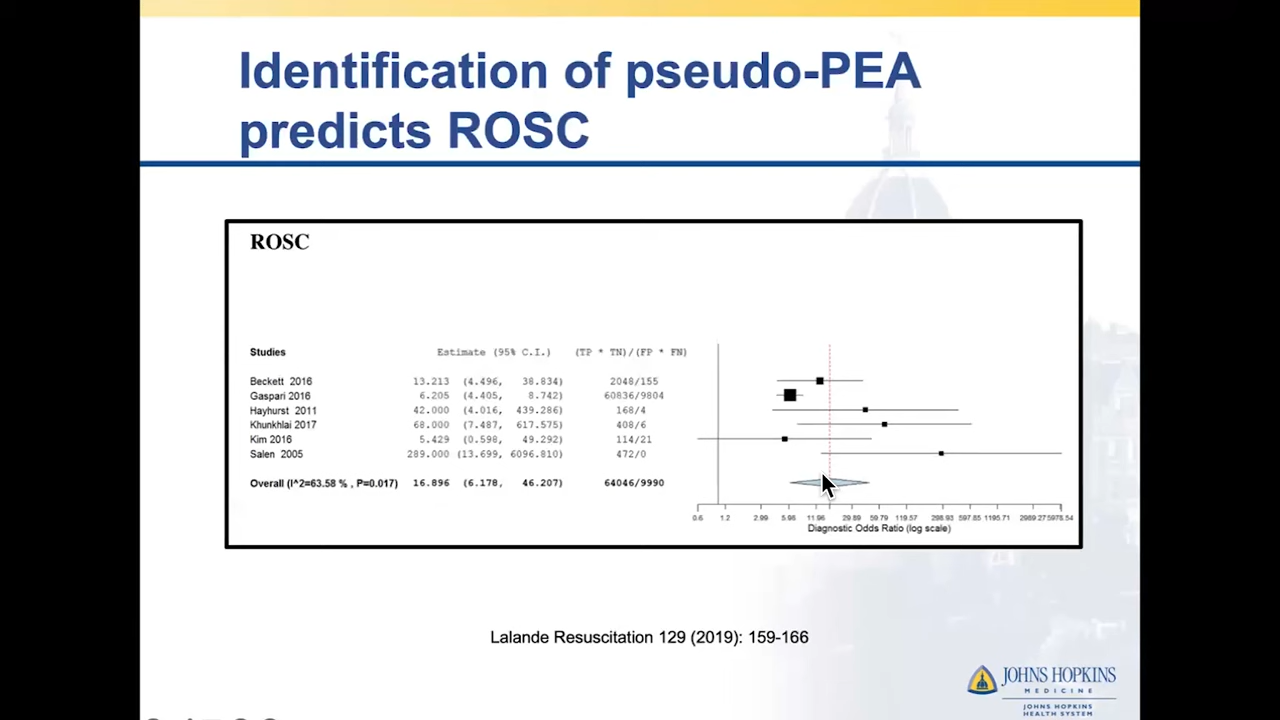 Identification of pseudo-PEA
predicts ROSC
ROSC
Studies Estimate (95% C.I.) (TP * TN)/(FP * FN)
Beckett 2016 13.213 (4.496, 38.834) 2048/155
Gaspari 2016 6.205 (4.405, 8.742) 60836/9804
Hayhurst 2011 42.000 (4.016, 439.286) 168/4
Khunkhlai 2017 68.000 (7.487, 617.575) 408/6
Kim 2016 5.429 (0.598, 49.292) 114/21
Salen 2005 289.000 (13.699, 6096.810) 472/0
Overall (I^2=63.58 % , P=0.017) 16.896 (6.178, 46.207) 64046/9990
0.6 1.2 2.99 5.98 11.96 29.89 59.79 119.57 298.93 597.85 1195.71 2989.27 5978.54
Diagnostic Odds Ratio (log scale)
Lalande Resuscitation 129 (2019): 159-166
JOHNS HOPKINS
MEDICINE
JOHNS HOPKINS
HEALTH SYSTEM